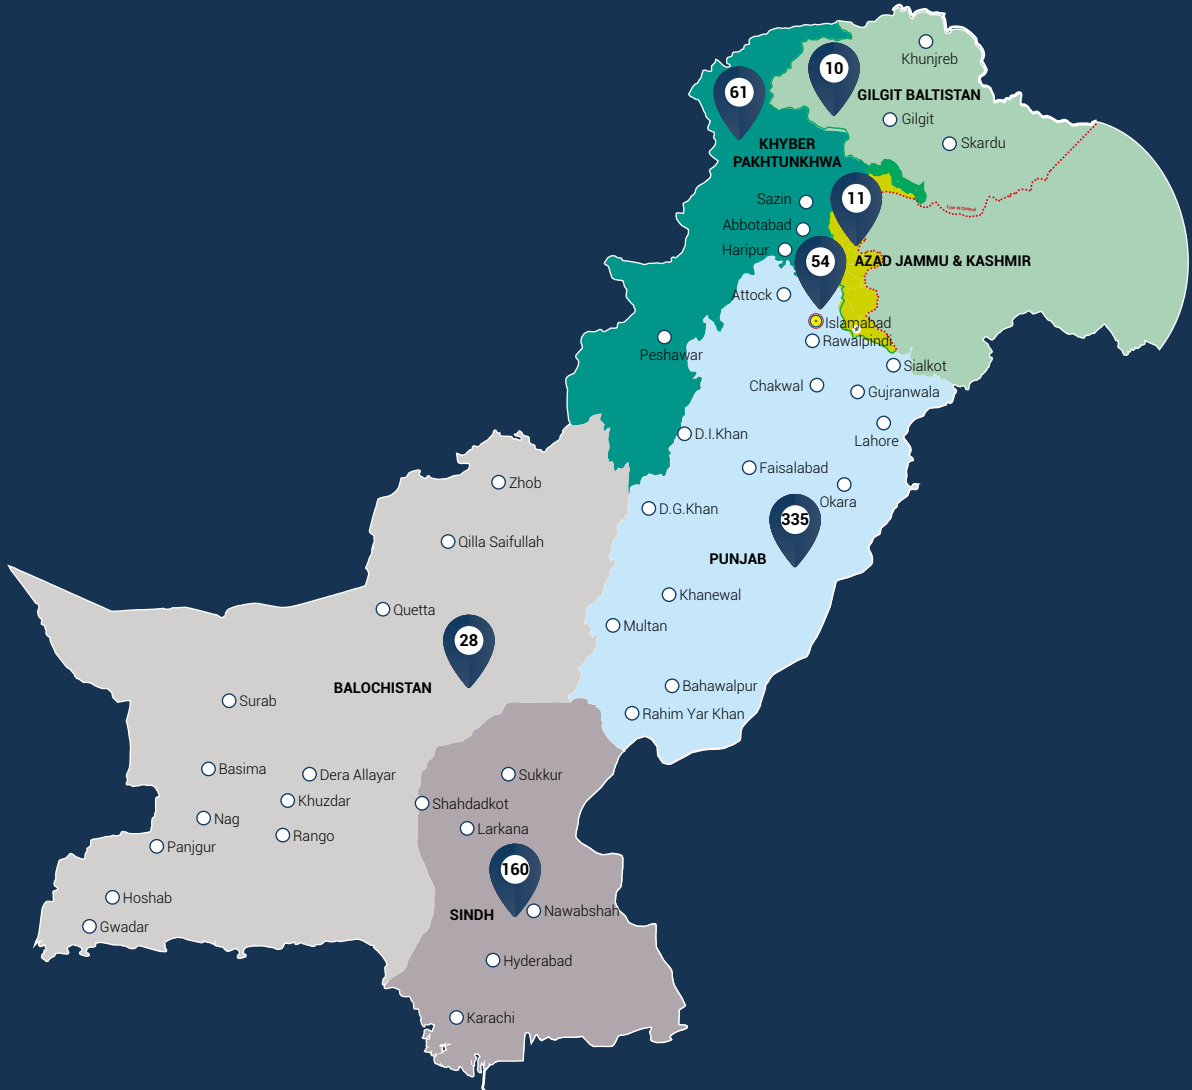 Khunjreb
10
61
GILGIT BALTISTAN
Gilgit
Skardu
KHYBER
PAKHTUNKHWA
Sazin
11
Line of Control
Abbotabad
Haripur
54
AZAD JAMMU & KASHMIR
Attock
Islamabad
Rawalpindi
Peshawar
Sialkot
Chakwal
Gujranwala
D.I.Khan
Lahore
Faisalabad
Zhob
Okara
D.G.Khan
335
Qilla Saifullah
PUNJAB
Khanewal
Quetta
Multan
28
BALOCHISTAN
Bahawalpur
Surab
Rahim Yar Khan
Basima
Dera Allayar
Sukkur
Khuzdar
Shahdadkot
Nag
Larkana
Rango
Panjgur
160
Hoshab
SINDH
Nawabshah
Gwadar
Hyderabad
Karachi